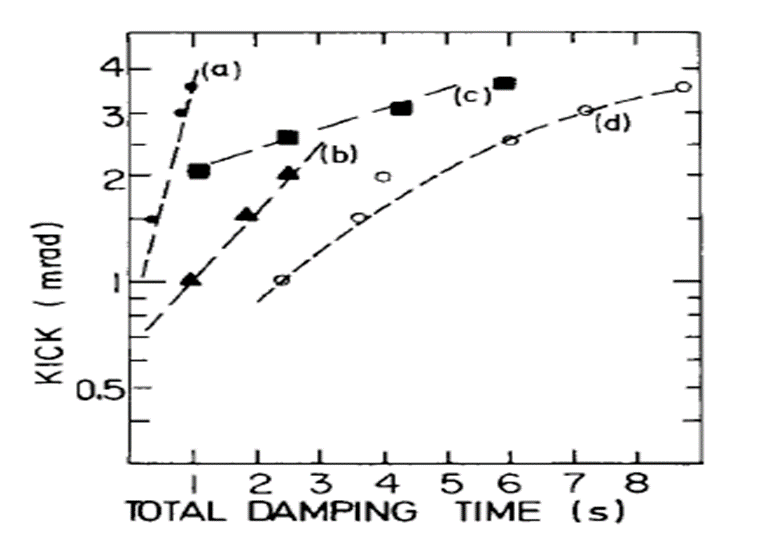 4
3
2
1
0.5
(a)
(c)
(b)
(d)
KICK (mrad)
1 2 3 4 5 6 7 8
TOTAL DAMPING TIME (s)